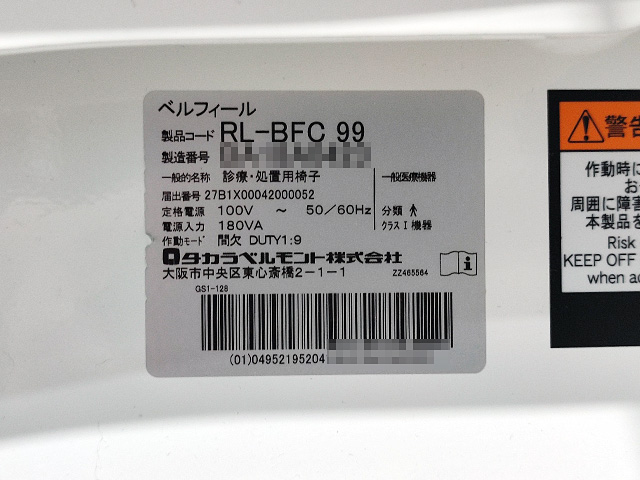 ベルフィール
製品コード RL-BFC 99
製造番号
一般的名称 診療・処置用椅子 一般医療機器
届出番号 27B1X00042000052
定格電源 100V ～ 50/60Hz 分類
電源入力 180VA クラスⅠ機器
作動モード 間欠 DUTY1:9
タカラベルモント株式会社
大阪市中央区東心斎橋2-1-1 ZZ465564
GS1-128
(01)04952195204
警告
作動時に
お
周囲に障害
本製品を
Risk
KEEP OFF
when a